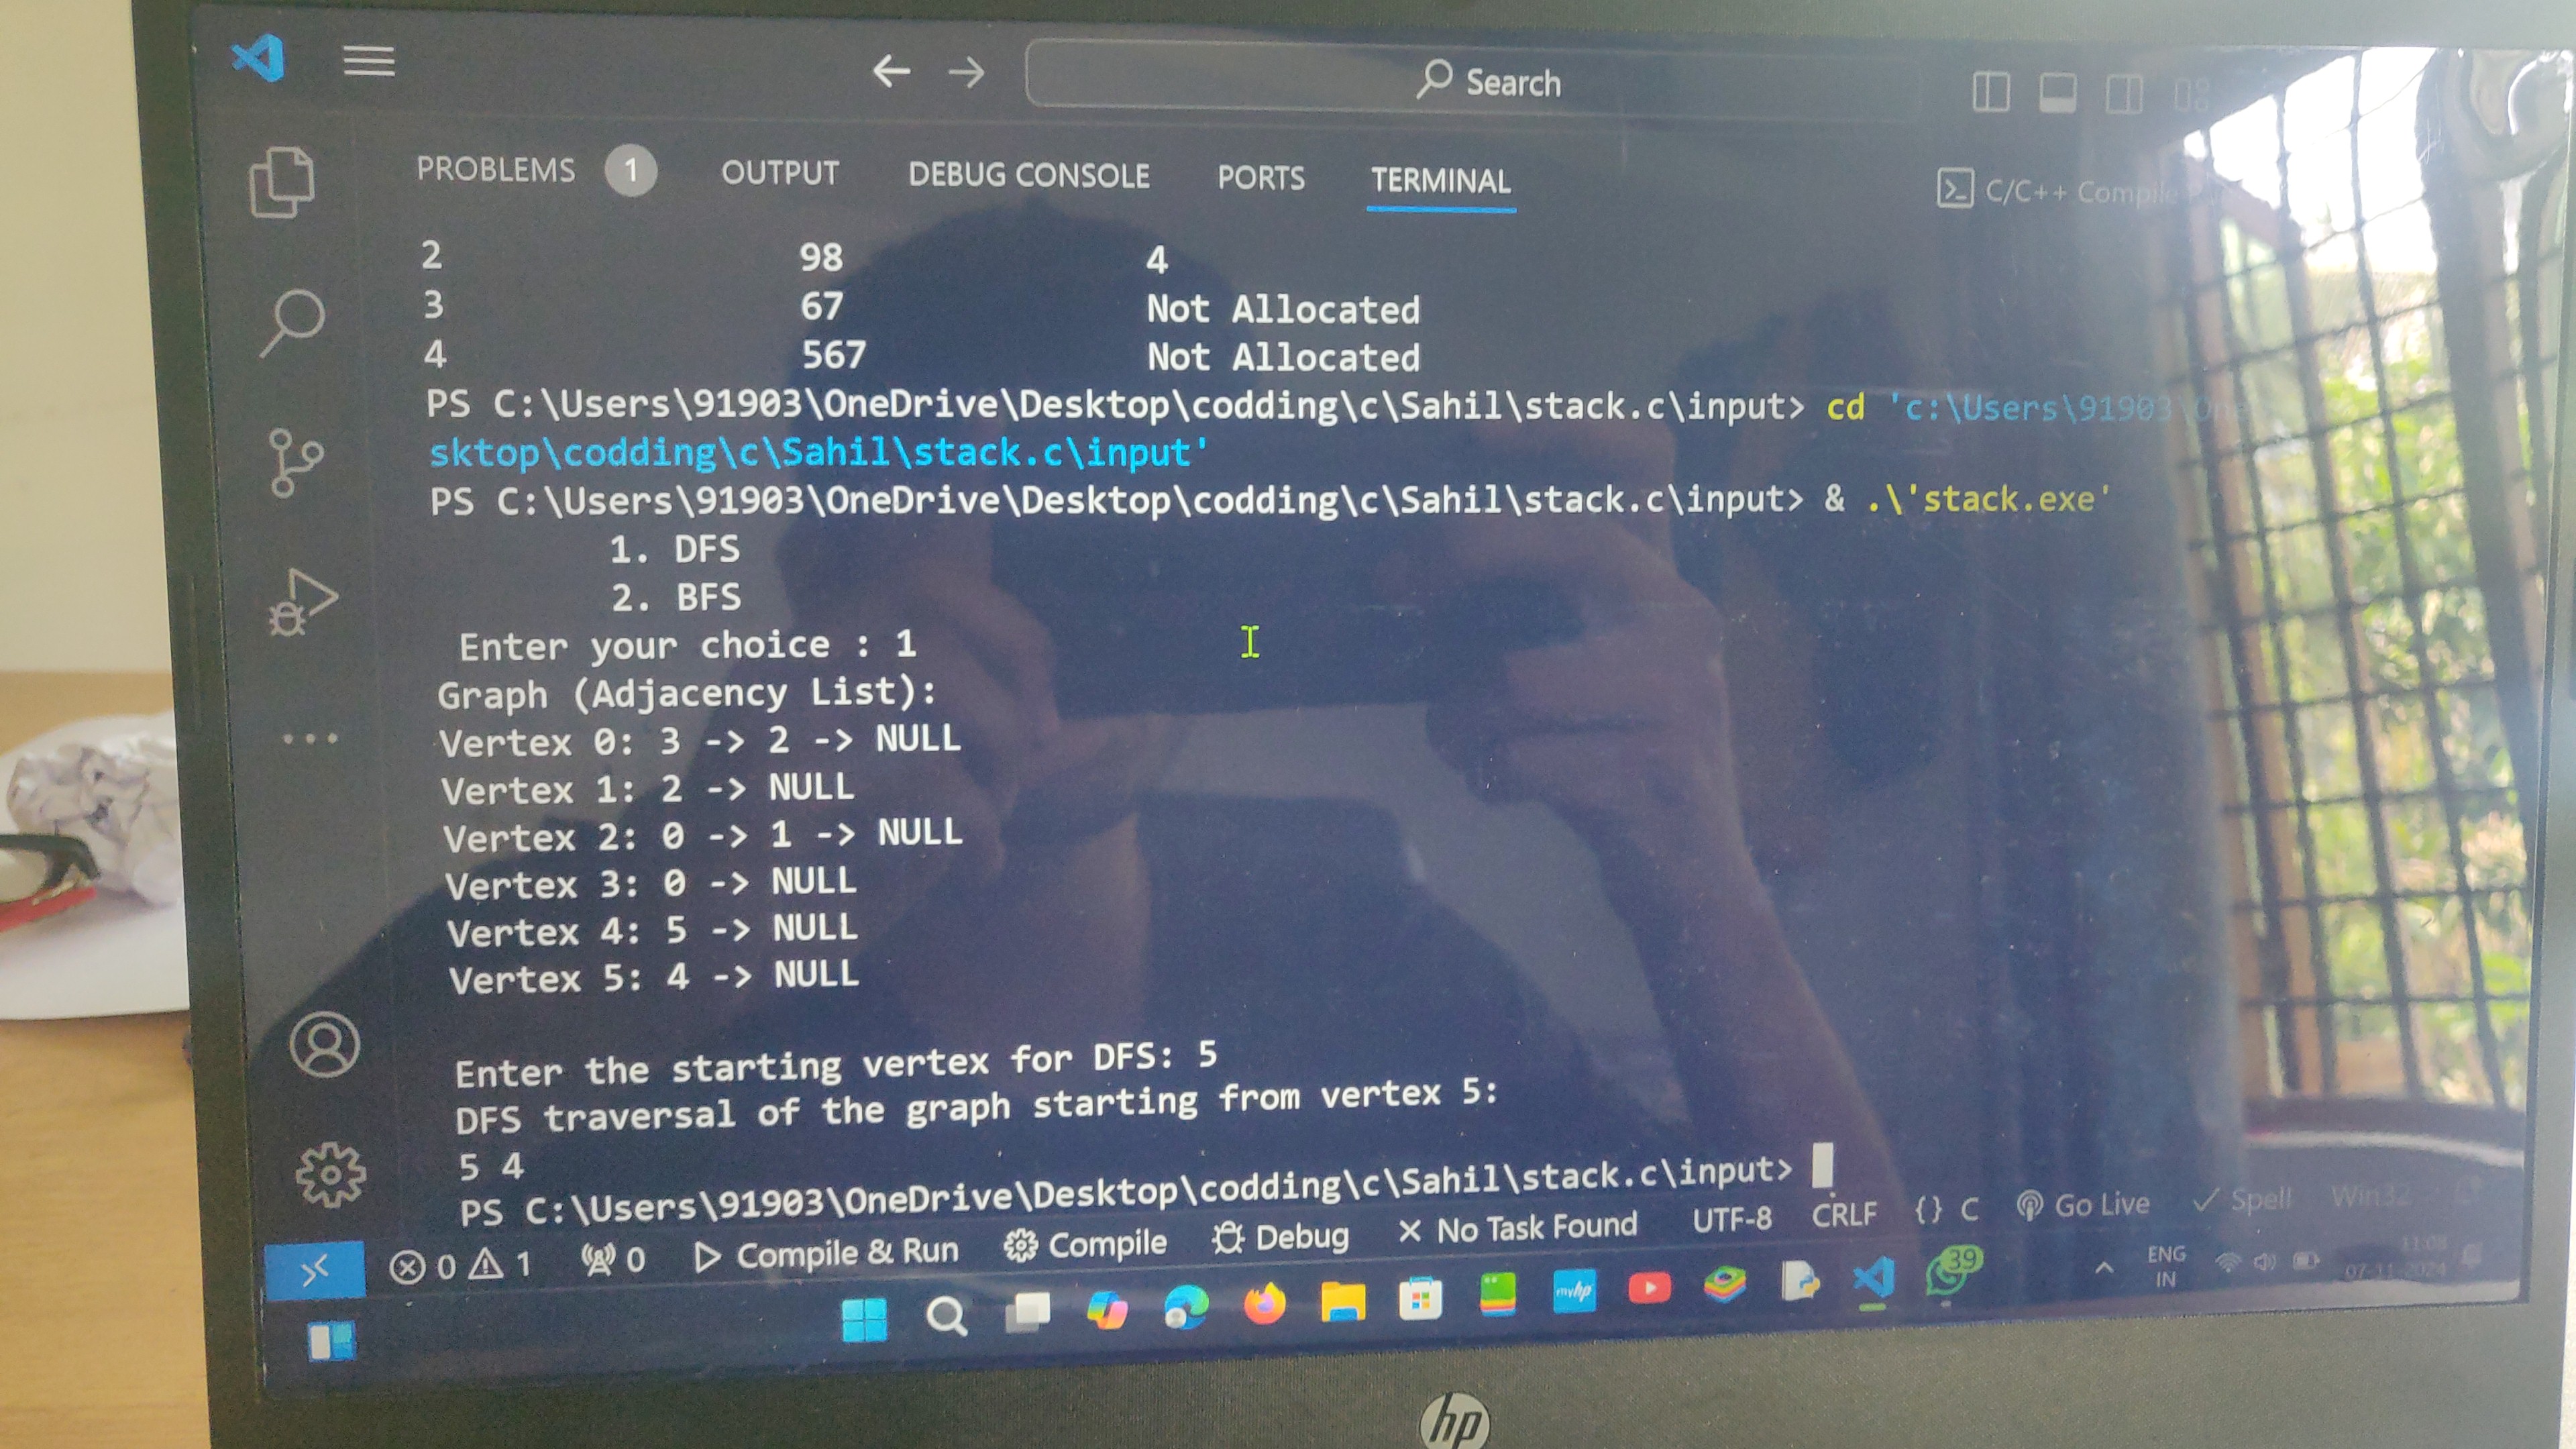 Search
PROBLEMS 1 OUTPUT DEBUG CONSOLE PORTS TERMINAL
C/C++ Compile
2 98 4
3 67 Not Allocated
4 567 Not Allocated
PS C:\Users\91903\OneDrive\Desktop\codding\c\Sahil\stack.c\input> cd 'c:\Users\91903\One
sktop\codding\c\Sahil\stack.c\input'
PS C:\Users\91903\OneDrive\Desktop\codding\c\Sahil\stack.c\input> & .\'stack.exe'
1. DFS
2. BFS
Enter your choice : 1
Graph (Adjacency List):
Vertex 0: 3 -> 2 -> NULL
Vertex 1: 2 -> NULL
Vertex 2: 0 -> 1 -> NULL
Vertex 3: 0 -> NULL
Vertex 4: 5 -> NULL
Vertex 5: 4 -> NULL
Enter the starting vertex for DFS: 5
DFS traversal of the graph starting from vertex 5:
5 4
PS C:\Users\91903\OneDrive\Desktop\codding\c\Sahil\stack.c\input>
0 1 0 Compile & Run Compile Debug No Task Found UTF-8 CRLF {} C Go Live Spell Win32
myhp 39 ENG 11:08
IN 07-11-2024
hp